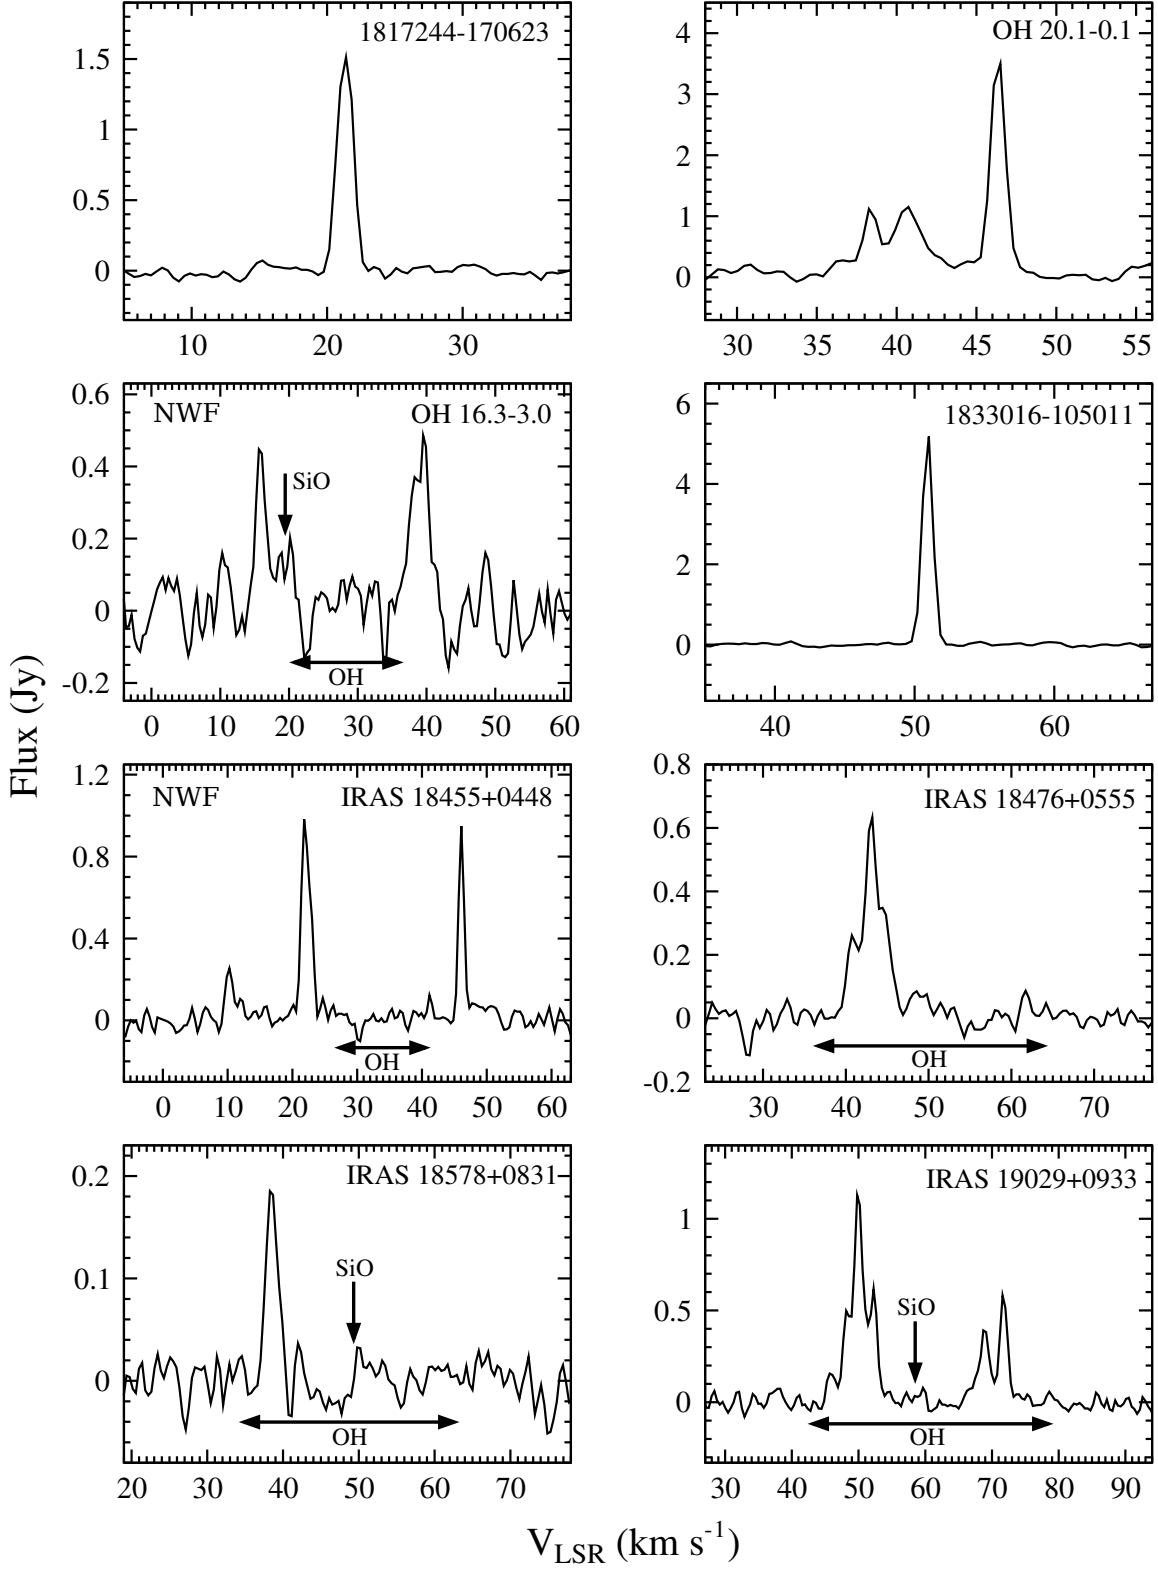 1817244-170623
1.5
1
0.5
0
10 20 30
OH 20.1-0.1
4
3
2
1
0
30 35 40 45 50 55
NWF OH 16.3-3.0
SiO
OH
0.6
0.4
0.2
0
-0.2
0 10 20 30 40 50 60
1833016-105011
6
4
2
0
40 50 60
Flux (Jy)
NWF IRAS 18455+0448
OH
1.2
0.8
0.4
0
0 10 20 30 40 50 60
IRAS 18476+0555
OH
0.8
0.6
0.4
0.2
0
-0.2
30 40 50 60 70
IRAS 18578+0831
SiO
OH
0.2
0.1
0
20 30 40 50 60 70
IRAS 19029+0933
SiO
OH
1
0.5
0
30 40 50 60 70 80 90
V_LSR (km s⁻¹)